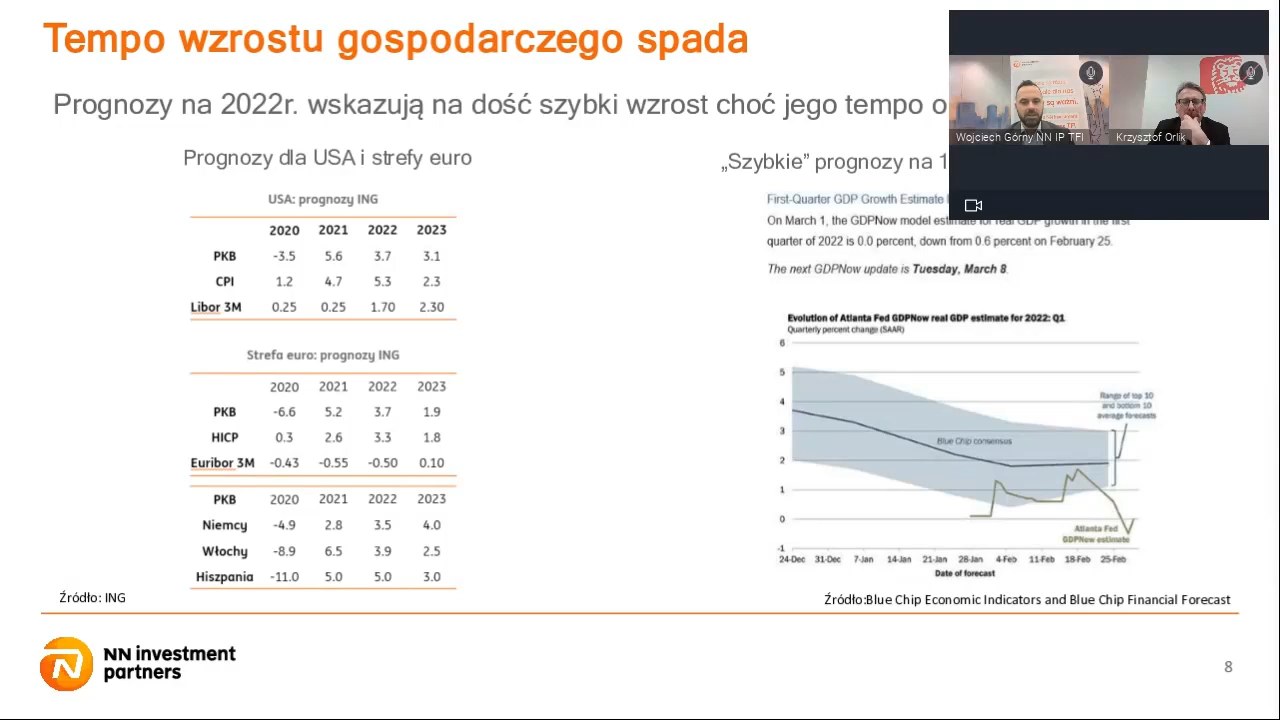 Tempo wzrostu gospodarczego spada
Prognozy na 2022r. wskazują na dość szybki wzrost choć jego tempo o
Wojciech Górny NN IP TFI
Krzysztof Orlik
Prognozy dla USA i strefy euro
USA: prognozy ING
2020 2021 2022 2023
PKB -3.5 5.6 3.7 3.1
CPI 1.2 4.7 5.3 2.3
Libor 3M 0.25 0.25 1.70 2.30
Strefa euro: prognozy ING
2020 2021 2022 2023
PKB -6.6 5.2 3.7 1.9
HICP 0.3 2.6 3.3 1.8
Euribor 3M -0.43 -0.55 -0.50 0.10
PKB 2020 2021 2022 2023
Niemcy -4.9 2.8 3.5 4.0
Włochy -8.9 6.5 3.9 2.5
Hiszpania -11.0 5.0 5.0 3.0
Źródło: ING
„Szybkie” prognozy na 1
First-Quarter GDP Growth Estimate
On March 1, the GDPNow model estimate for real GDP growth in the first
quarter of 2022 is 0.0 percent, down from 0.6 percent on February 25.
The next GDPNow update is Tuesday, March 8.
Evolution of Atlanta Fed GDPNow real GDP estimate for 2022: Q1
Quarterly percent change (SAAR)
6
5
4
3
2
1
0
-1
Range of top 10
and bottom 10
average forecasts
Blue Chip consensus
Atlanta Fed
GDPNow estimate
24-Dec 31-Dec 7-Jan 14-Jan 21-Jan 28-Jan 4-Feb 11-Feb 18-Feb 25-Feb
Date of forecast
Źródło:Blue Chip Economic Indicators and Blue Chip Financial Forecast
NN investment
partners
8